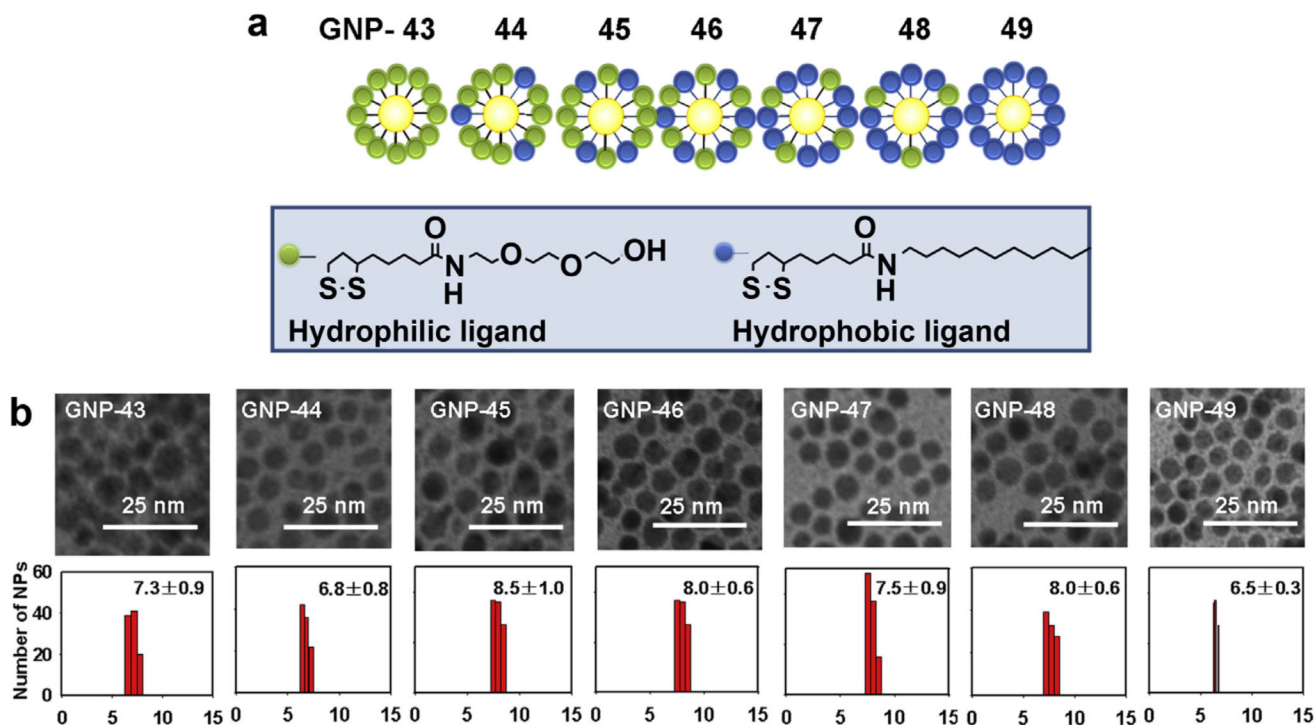 a
GNP- 43 44 45 46 47 48 49
O
N
H
O
O
OH
S-S
Hydrophilic ligand
O
N
H
S-S
Hydrophobic ligand
b
GNP-43 GNP-44 GNP-45 GNP-46 GNP-47 GNP-48 GNP-49
25 nm 25 nm 25 nm 25 nm 25 nm 25 nm 25 nm
Number of NPs
60
40
20
0
7.3±0.9 6.8±0.8 8.5±1.0 8.0±0.6 7.5±0.9 8.0±0.6 6.5±0.3
0 5 10 15 0 5 10 15 0 5 10 15 0 5 10 15 0 5 10 15 0 5 10 15 0 5 10 15